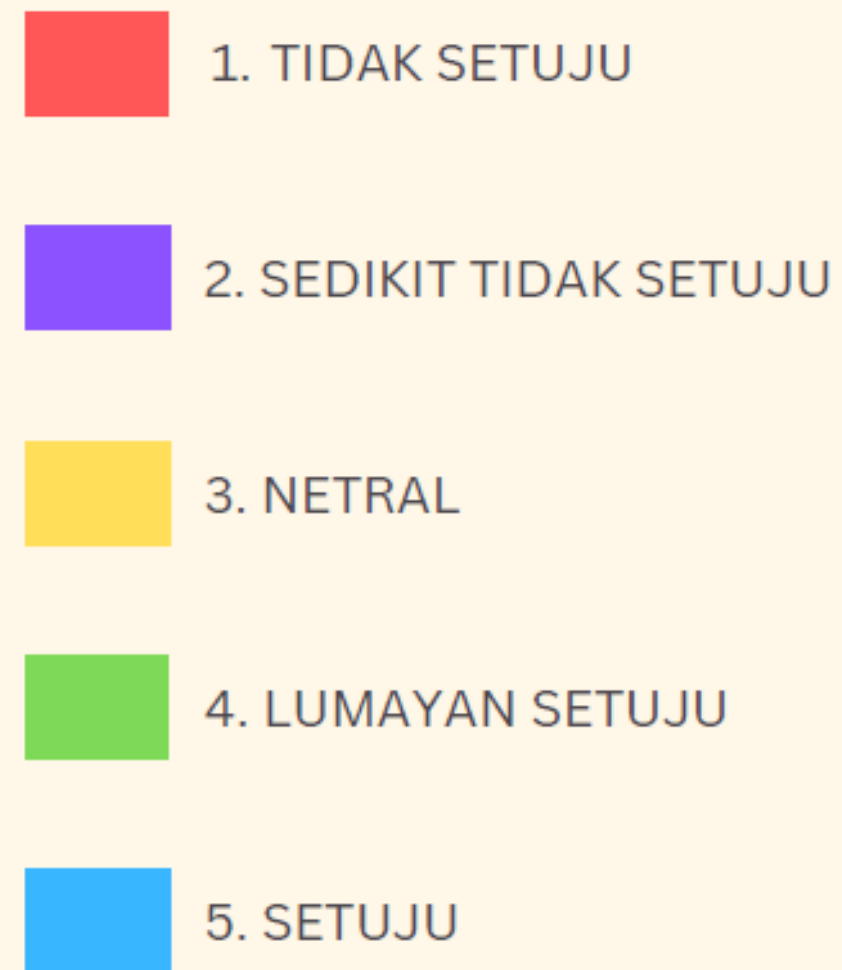 1. TIDAK SETUJU
2. SEDIKIT TIDAK SETUJU
3. NETRAL
4. LUMAYAN SETUJU
5. SETUJU